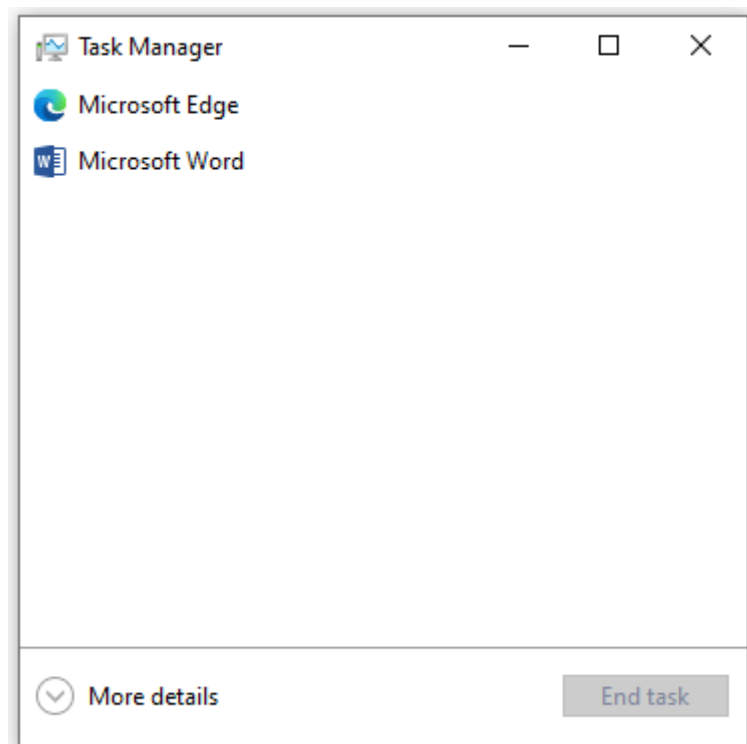 Task Manager
Microsoft Edge
Microsoft Word
More details
End task